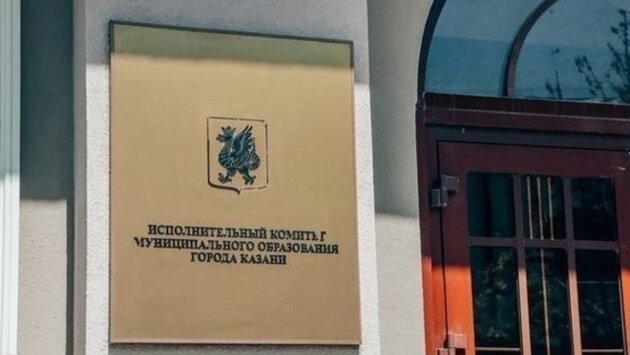 ИСПОЛНИТЕЛЬНЫЙ КОМИТЕТ
МУНИЦИПАЛЬНОГО ОБРАЗОВАНИЯ
ГОРОДА КАЗАНИ